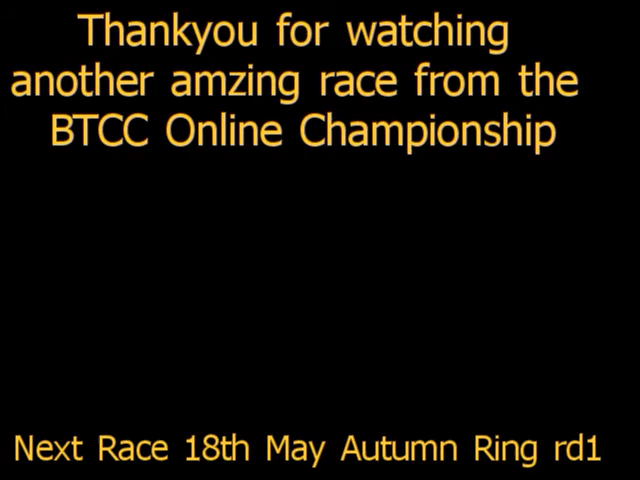 Thankyou for watching
another amzing race from the
BTCC Online Championship
Next Race 18th May Autumn Ring rd1